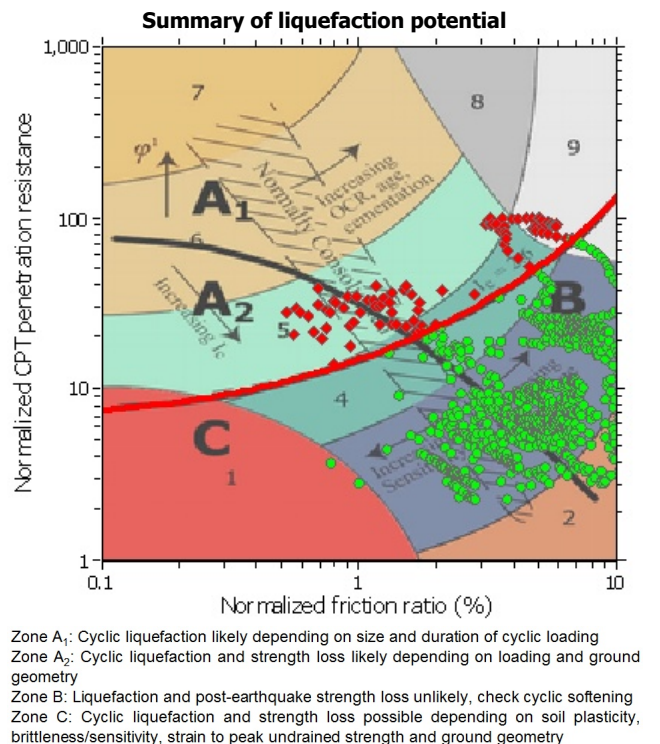 Summary of liquefaction potential
1,000
7
8
9
φ'
Increasing
OCR, age,
cementation
Normally Consol
A1
100
6
A2
Increasing Ic
5
B
10
4
C
1
Increas
Sensi
2
1
0.1
1
10
Normalized CPT penetration resistance
Normalized friction ratio (%)
Zone A1: Cyclic liquefaction likely depending on size and duration of cyclic loading
Zone A2: Cyclic liquefaction and strength loss likely depending on loading and ground
geometry
Zone B: Liquefaction and post-earthquake strength loss unlikely, check cyclic softening
Zone C: Cyclic liquefaction and strength loss possible depending on soil plasticity,
brittleness/sensitivity, strain to peak undrained strength and ground geometry